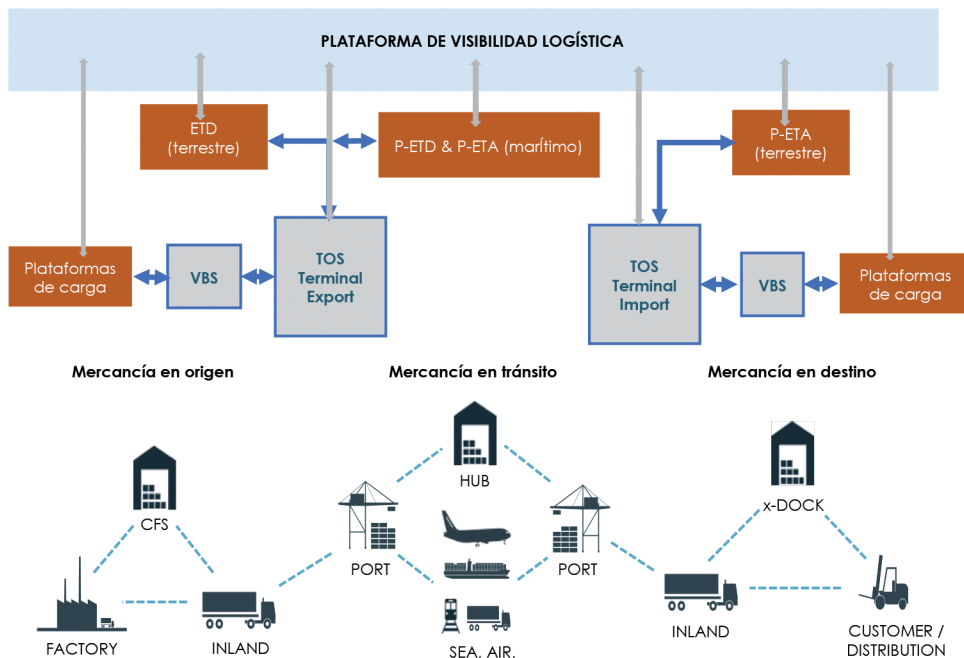 PLATAFORMA DE VISIBILIDAD LOGÍSTICA
ETD
(terrestre)
P-ETD & P-ETA (marítimo)
P-ETA
(terrestre)
Plataformas
de carga
VBS
TOS
Terminal
Export
TOS
Terminal
Import
VBS
Plataformas
de carga
Mercancía en origen
Mercancía en tránsito
Mercancía en destino
HUB
x-DOCK
CFS
PORT
PORT
INLAND
FACTORY
INLAND
SEA, AIR,
CUSTOMER /
DISTRIBUTION